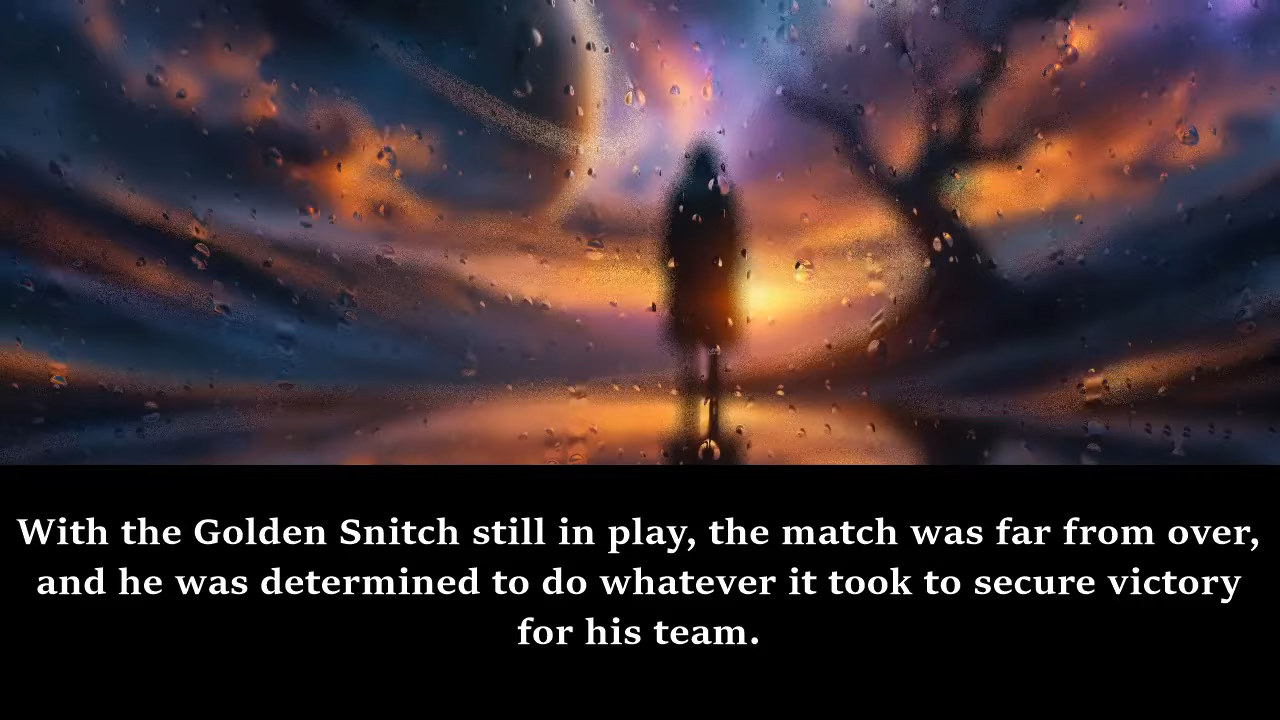 With the Golden Snitch still in play, the match was far from over,
and he was determined to do whatever it took to secure victory
for his team.